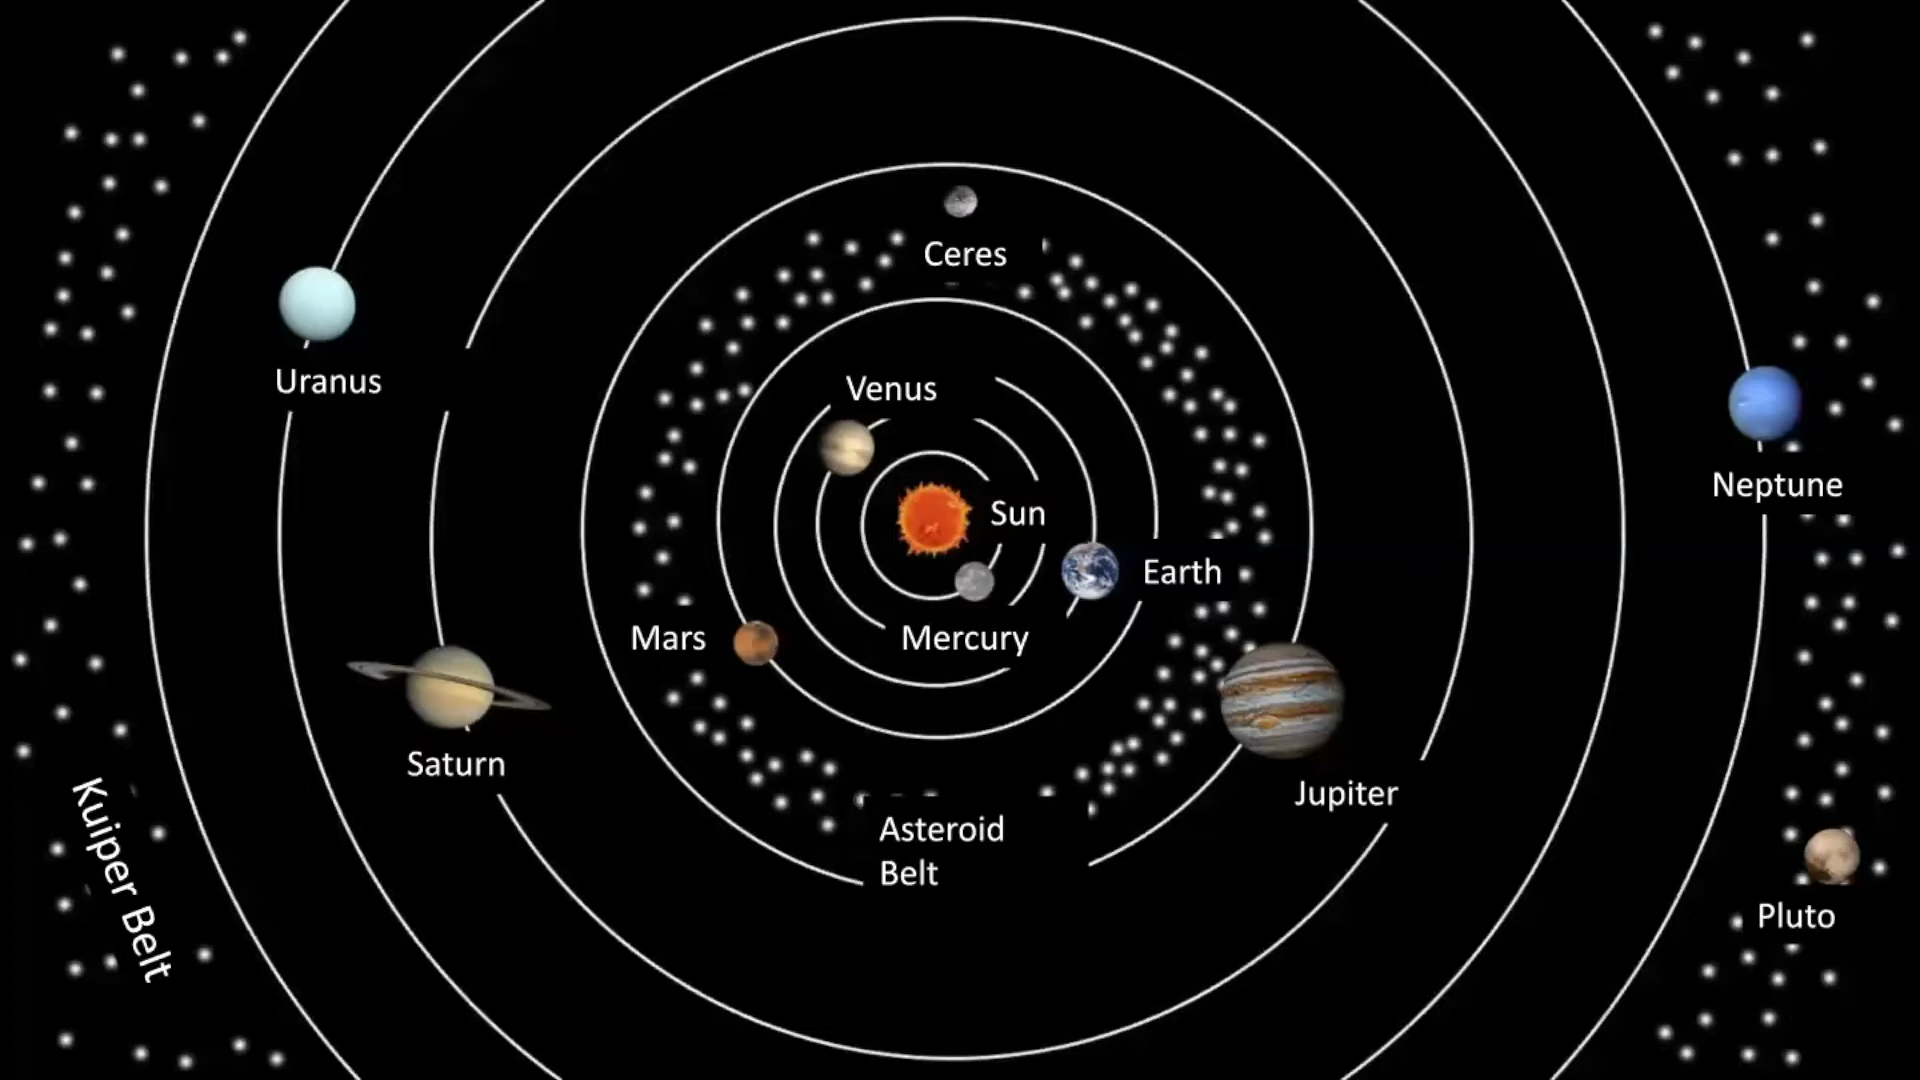 Ceres
Uranus
Venus
Neptune
Sun
Earth
Mars
Mercury
Saturn
Jupiter
Asteroid
Belt
Kuiper Belt
Pluto